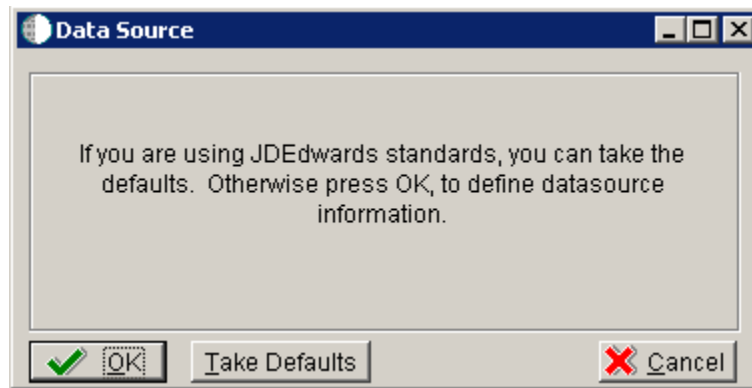 Data Source
If you are using JDEdwards standards, you can take the
defaults.  Otherwise press OK, to define datasource
information.
OK
Take Defaults
Cancel